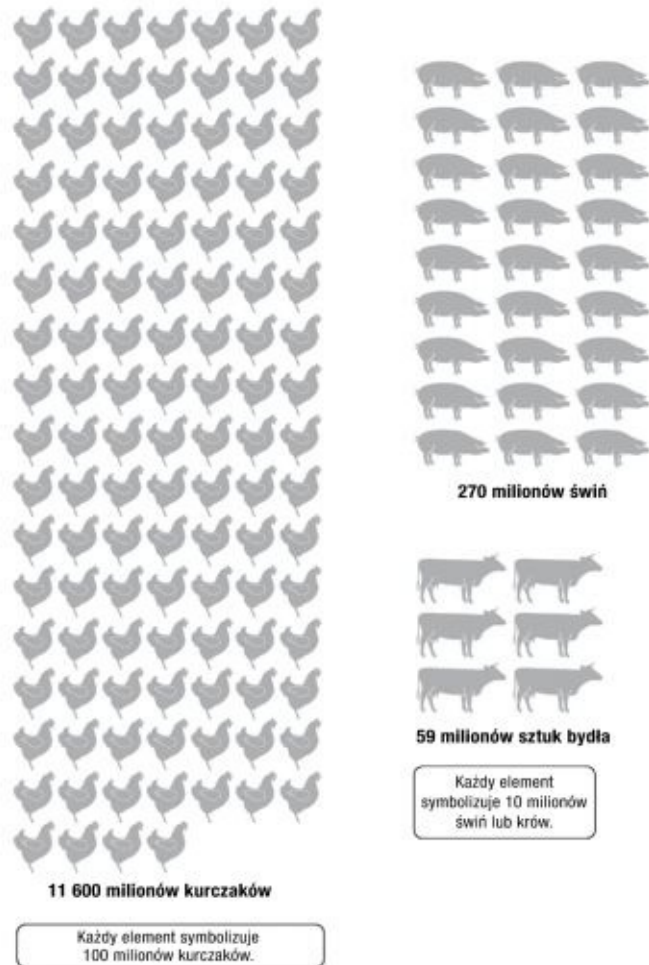 270 milionów świń
59 milionów sztuk bydła
Każdy element
symbolizuje 10 milionów
świń lub krów.
11 600 milionów kurczaków
Każdy element symbolizuje
100 milionów kurczaków.